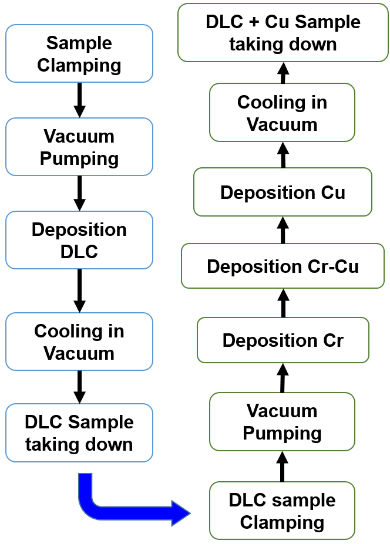 Sample
Clamping
Vacuum
Pumping
Deposition
DLC
Cooling in
Vacuum
DLC Sample
taking down
DLC sample
Clamping
Vacuum
Pumping
Deposition Cr
Deposition Cr-Cu
Deposition Cu
Cooling in
Vacuum
DLC + Cu Sample
taking down